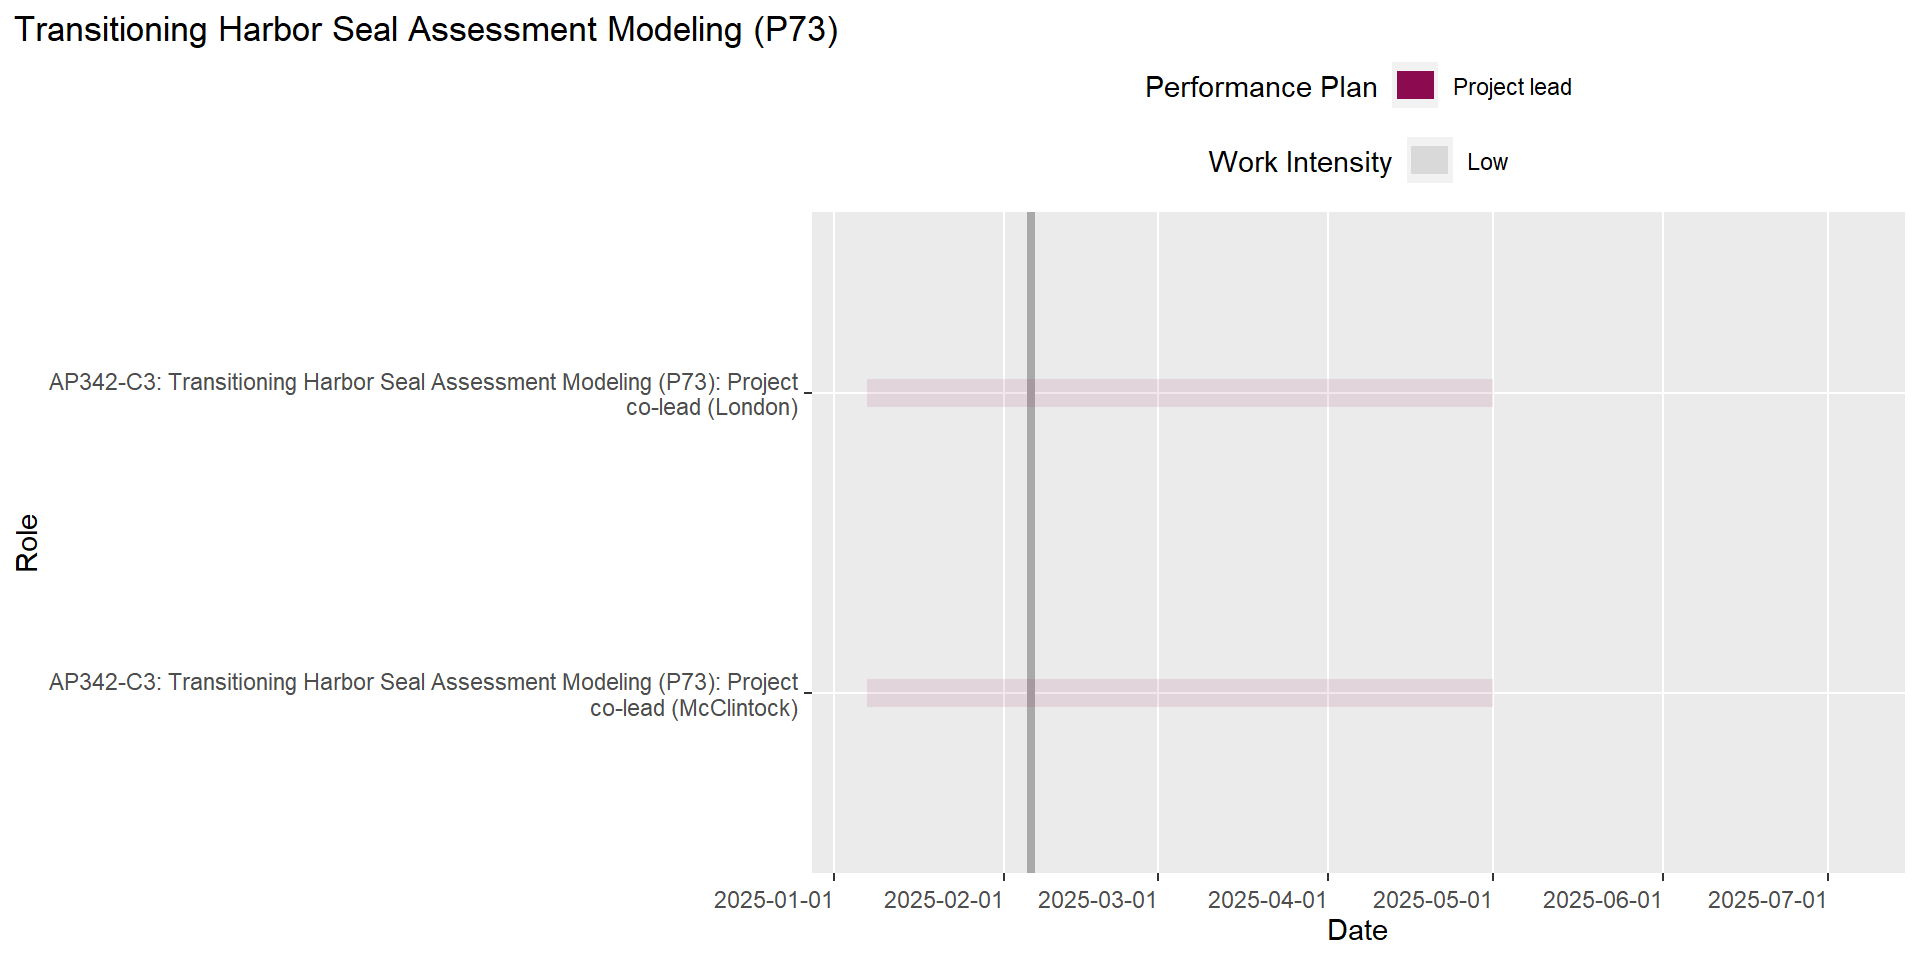 Transitioning Harbor Seal Assessment Modeling (P73)
Performance Plan Project lead
Work Intensity Low
AP342-C3: Transitioning Harbor Seal Assessment Modeling (P73): Project
co-lead (London)
Role
AP342-C3: Transitioning Harbor Seal Assessment Modeling (P73): Project
co-lead (McClintock)
2025-01-01 2025-02-01 2025-03-01 2025-04-01 2025-05-01 2025-06-01 2025-07-01
Date